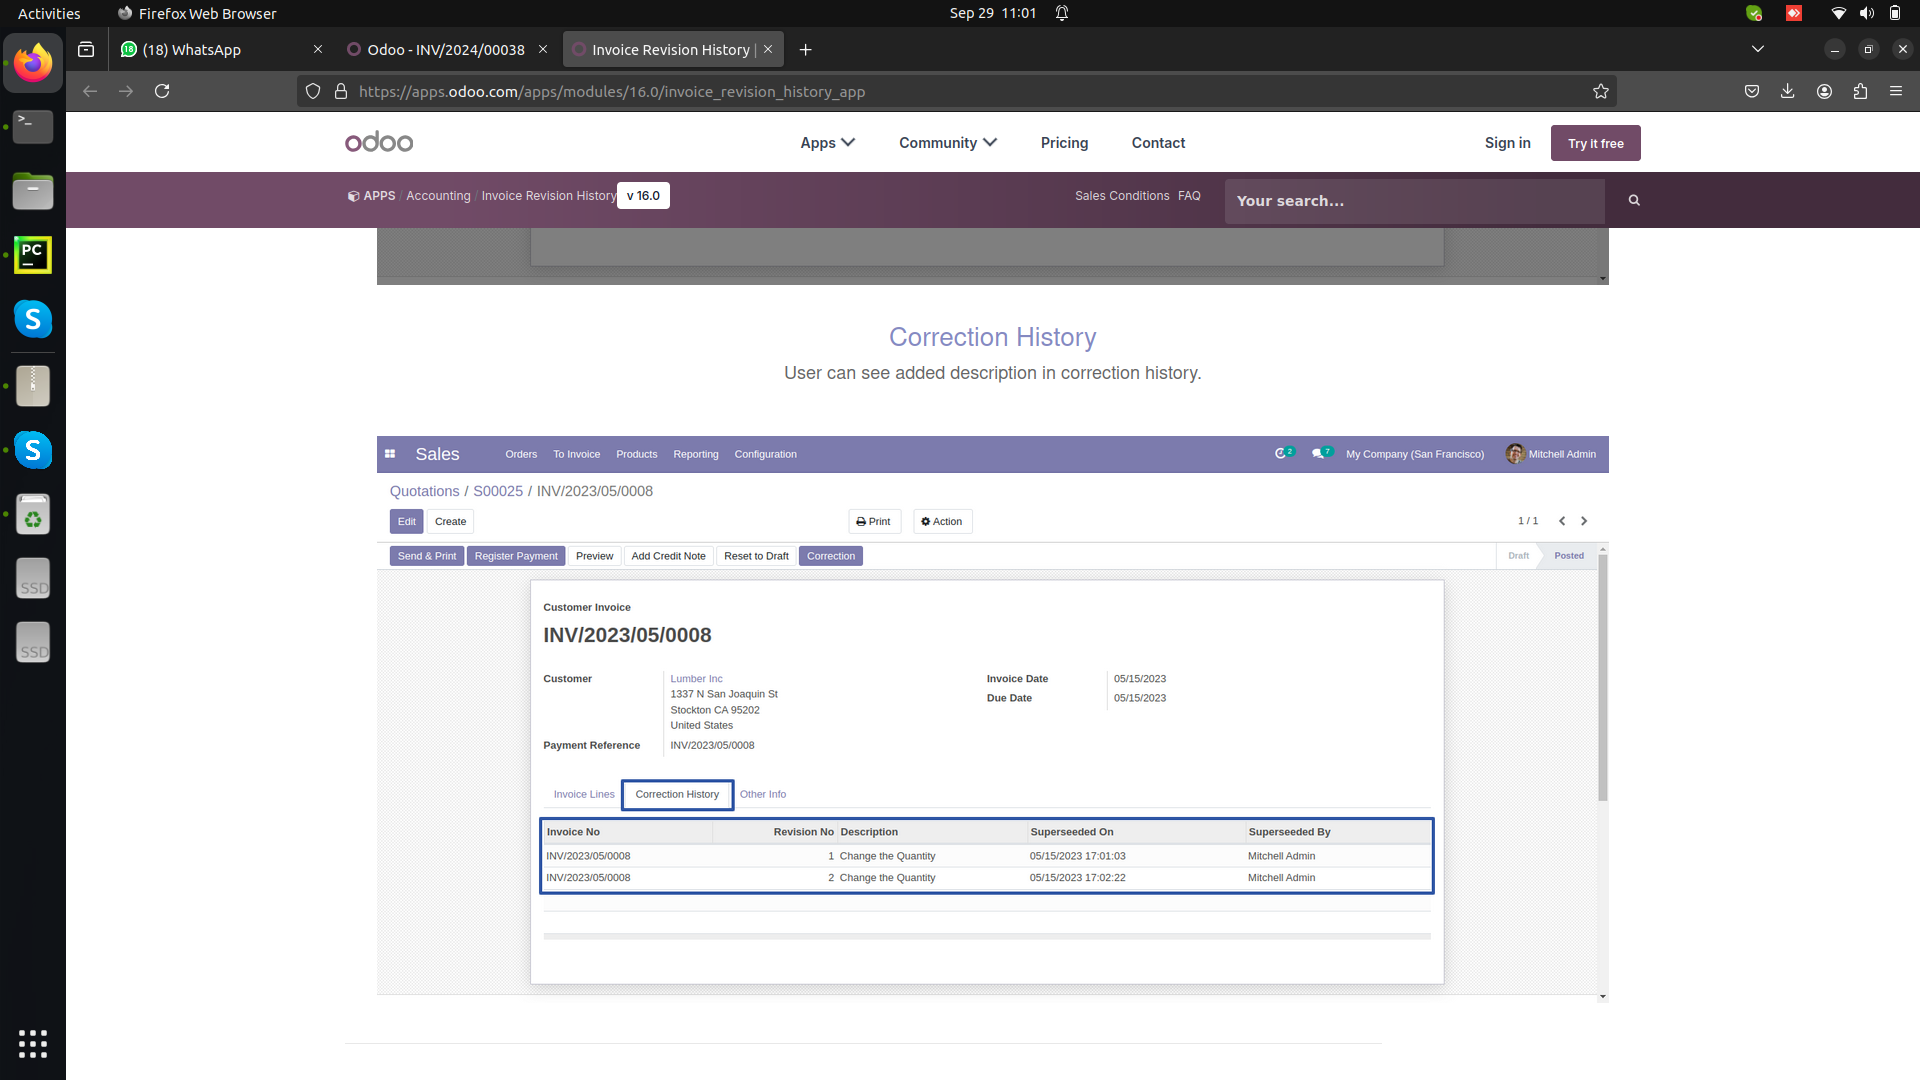 Activities
Firefox Web Browser
Sep 29 11:01
(18) WhatsApp
Odoo - INV/2024/00038
Invoice Revision History |
https://apps.odoo.com/apps/modules/16.0/invoice_revision_history_app
odoo
Apps
Community
Pricing
Contact
Sign in
Try it free
APPS / Accounting / Invoice Revision History v 16.0
Sales Conditions
FAQ
Your search...
PC
S
S
SSD
SSD
Correction History
User can see added description in correction history.
Sales
Orders
To Invoice
Products
Reporting
Configuration
2
7
My Company (San Francisco)
Mitchell Admin
Quotations / S00025 / INV/2023/05/0008
Edit
Create
Print
Action
1 / 1
Send & Print
Register Payment
Preview
Add Credit Note
Reset to Draft
Correction
Draft
Posted
Customer Invoice
INV/2023/05/0008
Customer
Lumber Inc
1337 N San Joaquin St
Stockton CA 95202
United States
Invoice Date 05/15/2023
Due Date 05/15/2023
Payment Reference INV/2023/05/0008
Invoice Lines
Correction History
Other Info
Invoice No Revision No Description Superseeded On Superseeded By
INV/2023/05/0008 1 Change the Quantity 05/15/2023 17:01:03 Mitchell Admin
INV/2023/05/0008 2 Change the Quantity 05/15/2023 17:02:22 Mitchell Admin